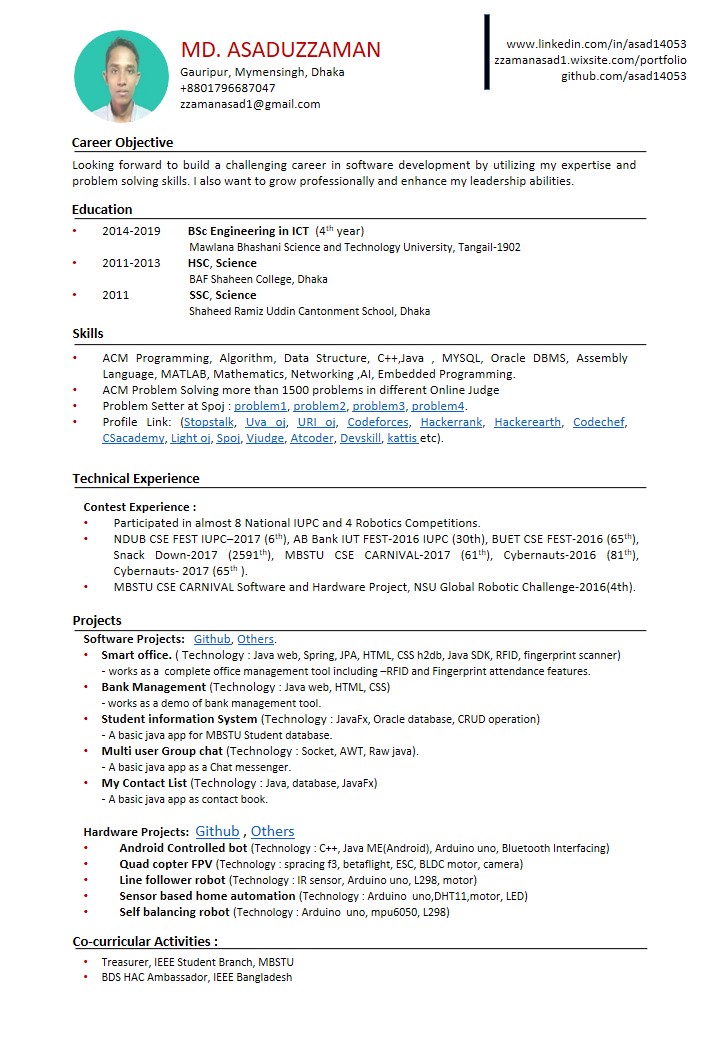 MD. ASADUZZAMAN
Gauripur, Mymensingh, Dhaka
+8801796687047
zzamanasad1@gmail.com
www.linkedin.com/in/asad14053
zzamanasad1.wixsite.com/portfolio
github.com/asad14053
Career Objective
Looking forward to build a challenging career in software development by utilizing my expertise and
problem solving skills. I also want to grow professionally and enhance my leadership abilities.
Education
• 2014-2019 BSc Engineering in ICT (4th year)
Mawlana Bhashani Science and Technology University, Tangail-1902
• 2011-2013 HSC, Science
BAF Shaheen College, Dhaka
• 2011 SSC, Science
Shaheed Ramiz Uddin Cantonment School, Dhaka
Skills
• ACM Programming, Algorithm, Data Structure, C++,Java , MYSQL, Oracle DBMS, Assembly
Language, MATLAB, Mathematics, Networking ,AI, Embedded Programming.
• ACM Problem Solving more than 1500 problems in different Online Judge
• Problem Setter at Spoj : problem1, problem2, problem3, problem4.
• Profile Link: (Stopstalk, Uva oj, URI oj, Codeforces, Hackerrank, Hackerearth, Codechef,
CSacademy, Light oj, Spoj, Vjudge, Atcoder, Devskill, kattis etc).
Technical Experience
Contest Experience :
• Participated in almost 8 National IUPC and 4 Robotics Competitions.
• NDUB CSE FEST IUPC–2017 (6th), AB Bank IUT FEST-2016 IUPC (30th), BUET CSE FEST-2016 (65th),
Snack Down-2017 (2591th), MBSTU CSE CARNIVAL-2017 (61th), Cybernauts-2016 (81th),
Cybernauts- 2017 (65th ).
• MBSTU CSE CARNIVAL Software and Hardware Project, NSU Global Robotic Challenge-2016(4th).
Projects
Software Projects: Github, Others.
• Smart office. ( Technology : Java web, Spring, JPA, HTML, CSS h2db, Java SDK, RFID, fingerprint scanner)
- works as a complete office management tool including –RFID and Fingerprint attendance features.
• Bank Management (Technology : Java web, HTML, CSS)
- works as a demo of bank management tool.
• Student information System (Technology : JavaFx, Oracle database, CRUD operation)
- A basic java app for MBSTU Student database.
• Multi user Group chat (Technology : Socket, AWT, Raw java).
- A basic java app as a Chat messenger.
• My Contact List (Technology : Java, database, JavaFx)
- A basic java app as contact book.
Hardware Projects: Github , Others
• Android Controlled bot (Technology : C++, Java ME(Android), Arduino uno, Bluetooth Interfacing)
• Quad copter FPV (Technology : spracing f3, betaflight, ESC, BLDC motor, camera)
• Line follower robot (Technology : IR sensor, Arduino uno, L298, motor)
• Sensor based home automation (Technology : Arduino uno,DHT11,motor, LED)
• Self balancing robot (Technology : Arduino uno, mpu6050, L298)
Co-curricular Activities :
• Treasurer, IEEE Student Branch, MBSTU
• BDS HAC Ambassador, IEEE Bangladesh